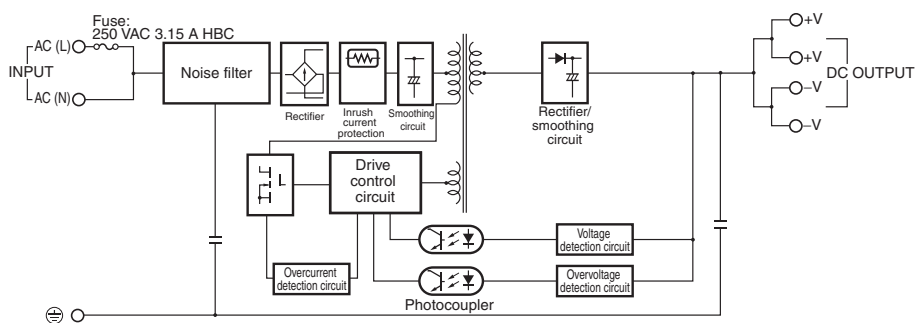 Fuse:
250 VAC 3.15 A HBC
AC (L)
INPUT
AC (N)
Noise filter
Rectifier
Inrush
current
protection
Smoothing
circuit
Rectifier/
smoothing
circuit
+V
+V
DC OUTPUT
−V
−V
Drive
control
circuit
Overcurrent
detection circuit
Voltage
detection circuit
Overvoltage
detection circuit
Photocoupler